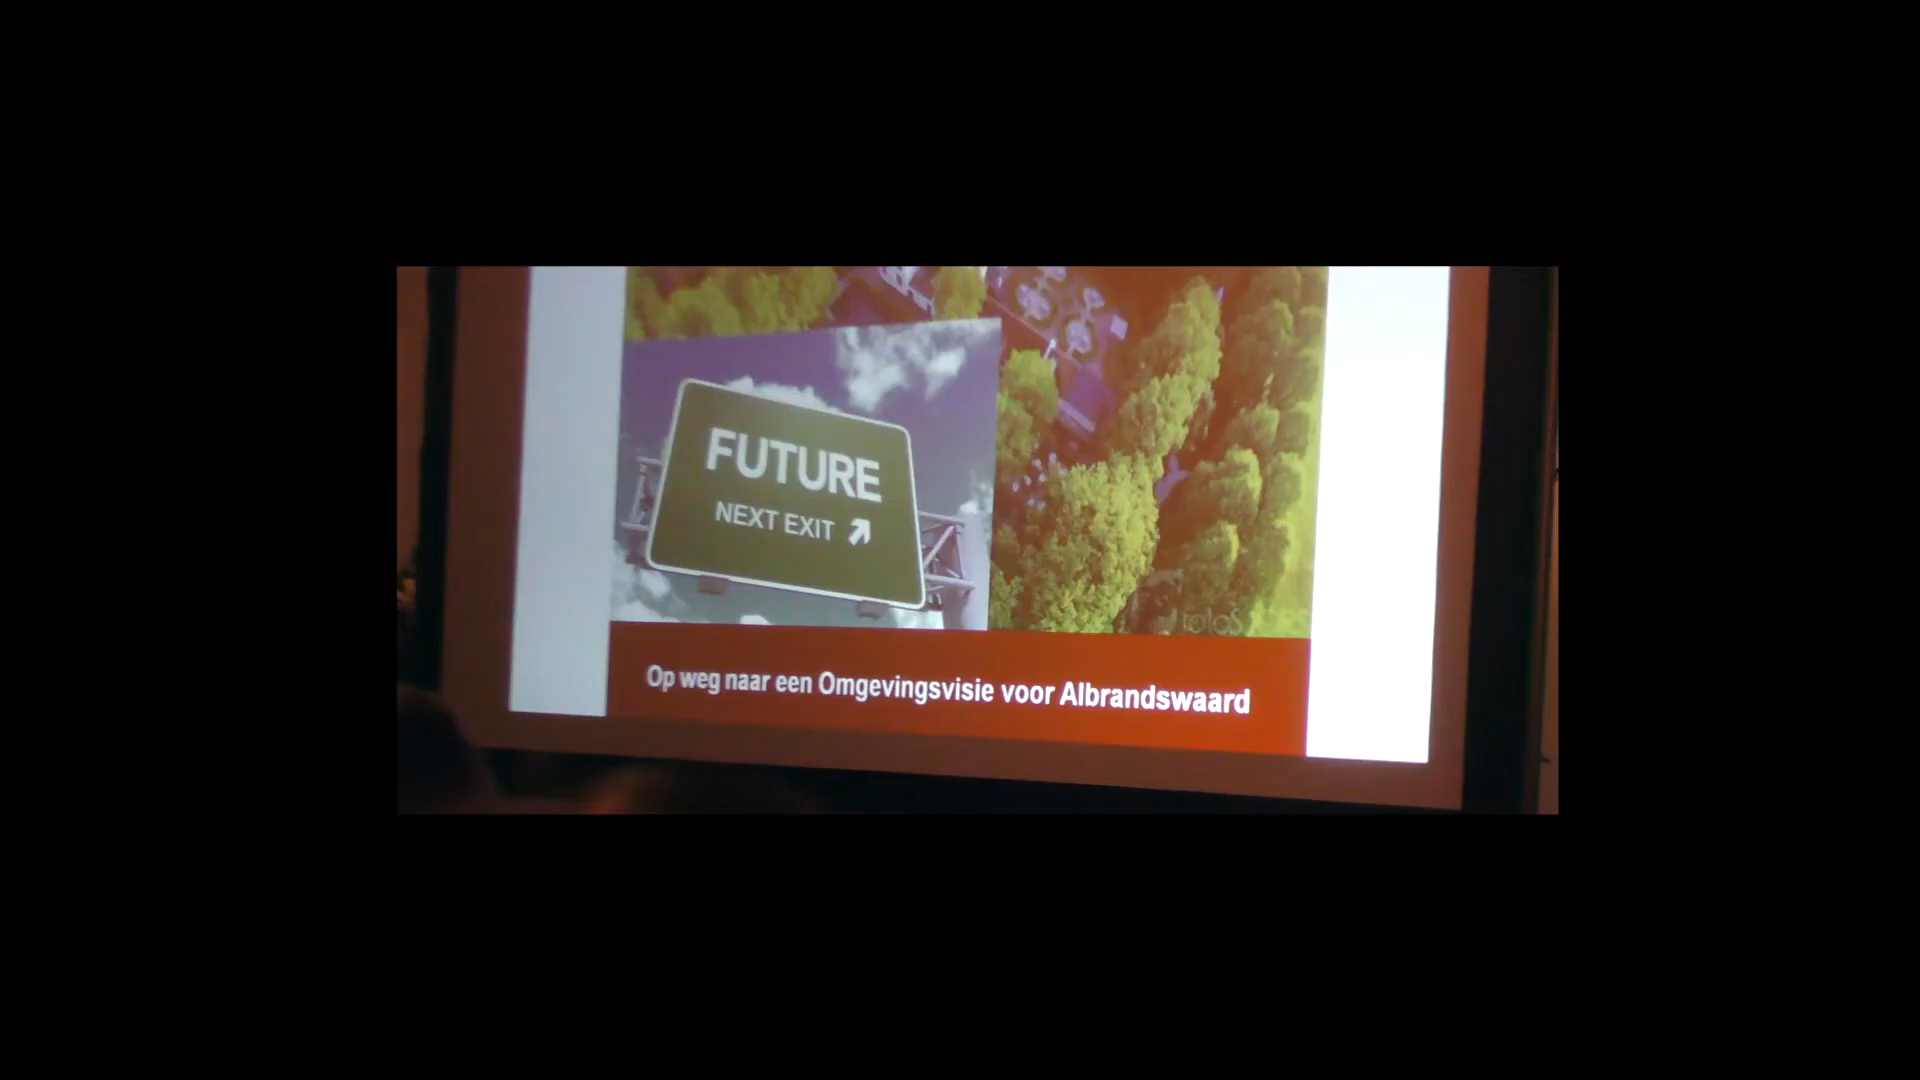 FUTURE
NEXT EXIT
Op weg naar een Omgevingsvisie voor Albrandswaard